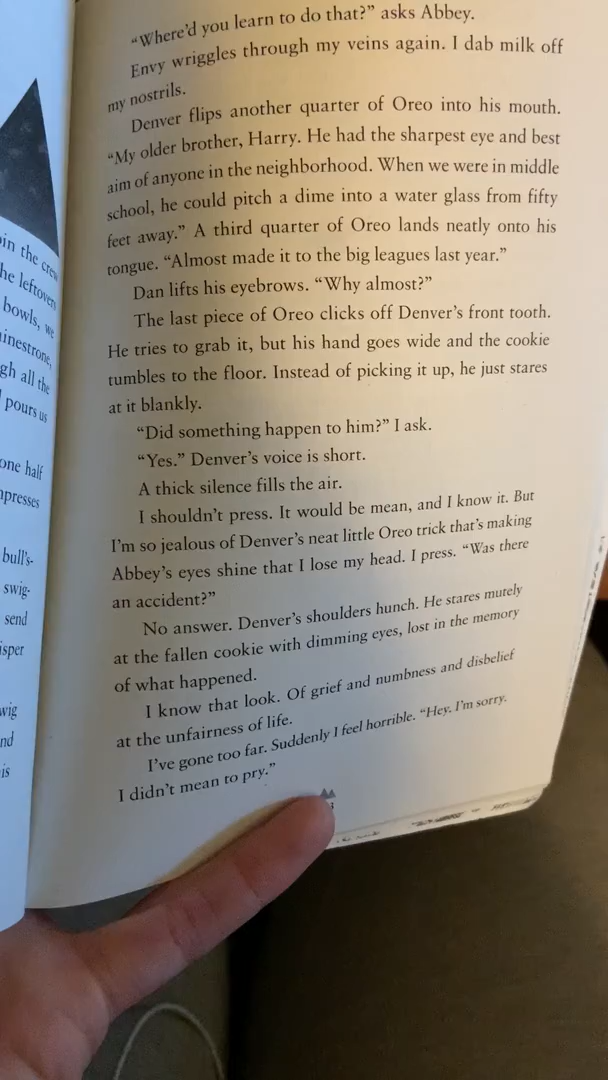 in the crew
he leftovers
bowls, we
inestrone,
gh all the
pours us
one half
presses
bull's-
swig-
send
isper
wig
nd
is
"Where'd you learn to do that?" asks Abbey.
Envy wriggles through my veins again. I dab milk off
my nostrils.
Denver flips another quarter of Oreo into his mouth.
"My older brother, Harry. He had the sharpest eye and best
aim of anyone in the neighborhood. When we were in middle
school, he could pitch a dime into a water glass from fifty
feet away." A third quarter of Oreo lands neatly onto his
tongue. "Almost made it to the big leagues last year."
Dan lifts his eyebrows. "Why almost?"
The last piece of Oreo clicks off Denver's front tooth.
He tries to grab it, but his hand goes wide and the cookie
tumbles to the floor. Instead of picking it up, he just stares
at it blankly.
"Did something happen to him?" I ask.
"Yes." Denver's voice is short.
A thick silence fills the air.
I shouldn't press. It would be mean, and I know it. But
I'm so jealous of Denver's neat little Oreo trick that's making
Abbey's eyes shine that I lose my head. I press. "Was there
an accident?"
No answer. Denver's shoulders hunch. He stares mutely
at the fallen cookie with dimming eyes, lost in the memory
of what happened.
I know that look. Of grief and numbness and disbelief
at the unfairness of life.
I've gone too far. Suddenly I feel horrible. "Hey. I'm sorry.
I didn't mean to pry."
3